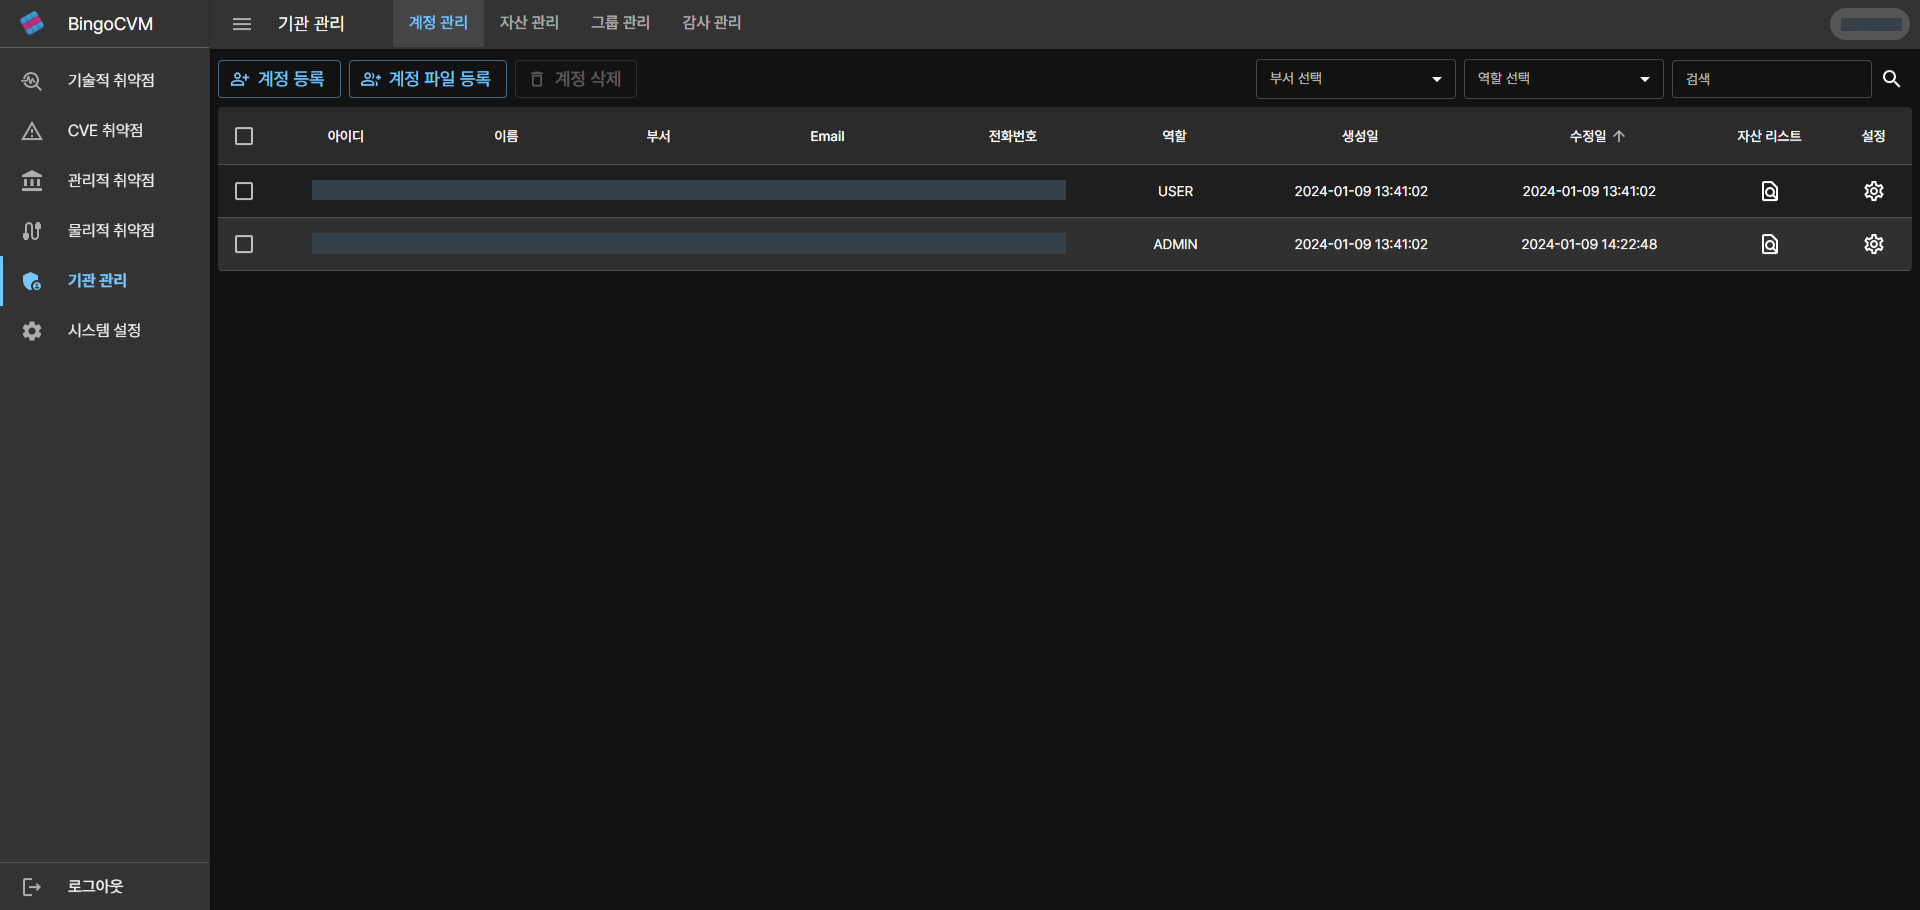 BingoCVM
기술적 취약점
CVE 취약점
관리적 취약점
물리적 취약점
기관 관리
시스템 설정
로그아웃
기관 관리 계정 관리 자산 관리 그룹 관리 감사 관리
계정 등록 계정 파일 등록 계정 삭제 부서 선택 역할 선택 검색
아이디 이름 부서 Email 전화번호 역할 생성일 수정일 자산 리스트 설정
USER 2024-01-09 13:41:02 2024-01-09 13:41:02
ADMIN 2024-01-09 13:41:02 2024-01-09 14:22:48